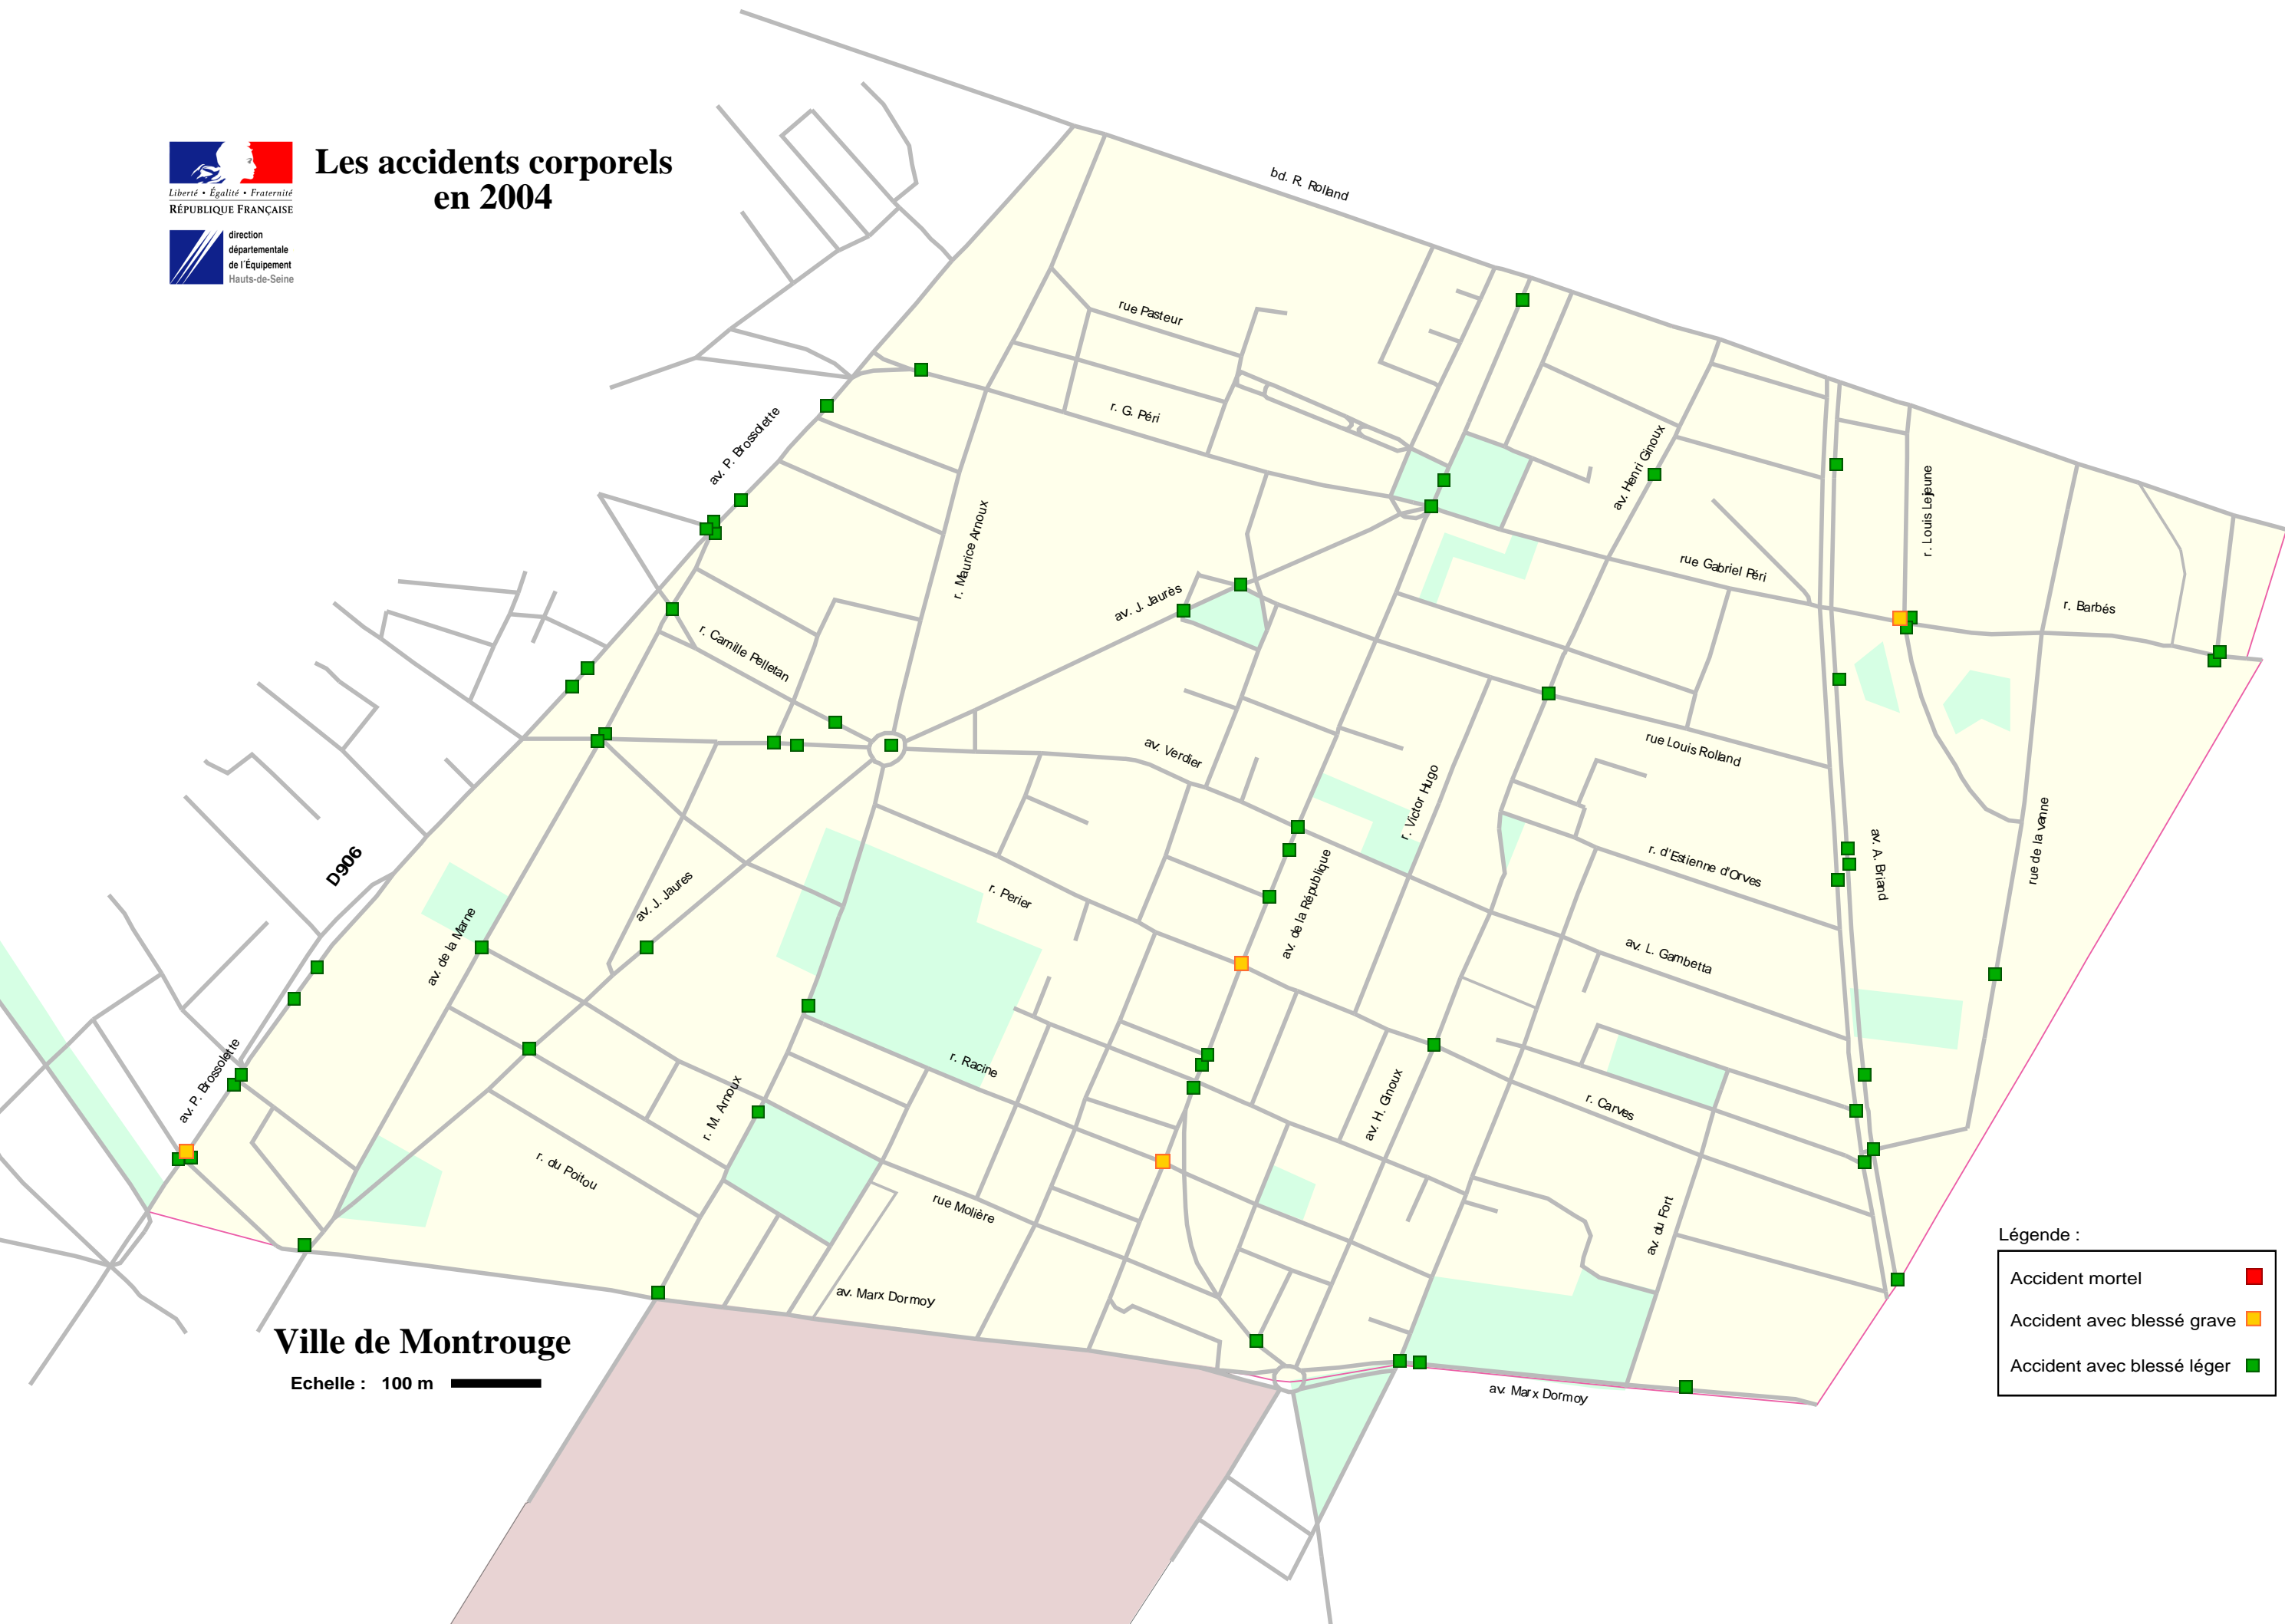 Liberté • Égalité • Fraternité
RÉPUBLIQUE FRANÇAISE
direction
départementale
de l'Équipement
Hauts-de-Seine
Les accidents corporels
en 2004
bd. R. Rolland
rue Pasteur
r. G. Péri
av. P. Brossolette
av. Henri Ginoux
r. Louis Lejeune
r. Maurice Arnoux
rue Gabriel Péri
av. J. Jaurès
r. Barbés
r. Camille Pelletan
av. Verdier
rue Louis Rolland
r. Victor Hugo
D906
r. d'Estienne d'Orves
av. A. Briand
rue de la vanne
av. J. Jaures
r. Perier
av. de la République
av. de la Marne
av. L. Gambetta
av. P. Brossolette
r. Racine
r. M. Arnoux
av. H. Ginoux
r. Carves
r. du Poitou
rue Molière
av. du Fort
av. Marx Dormoy
av. Marx Dormoy
Ville de Montrouge
Echelle : 100 m
Légende :
Accident mortel
Accident avec blessé grave
Accident avec blessé léger